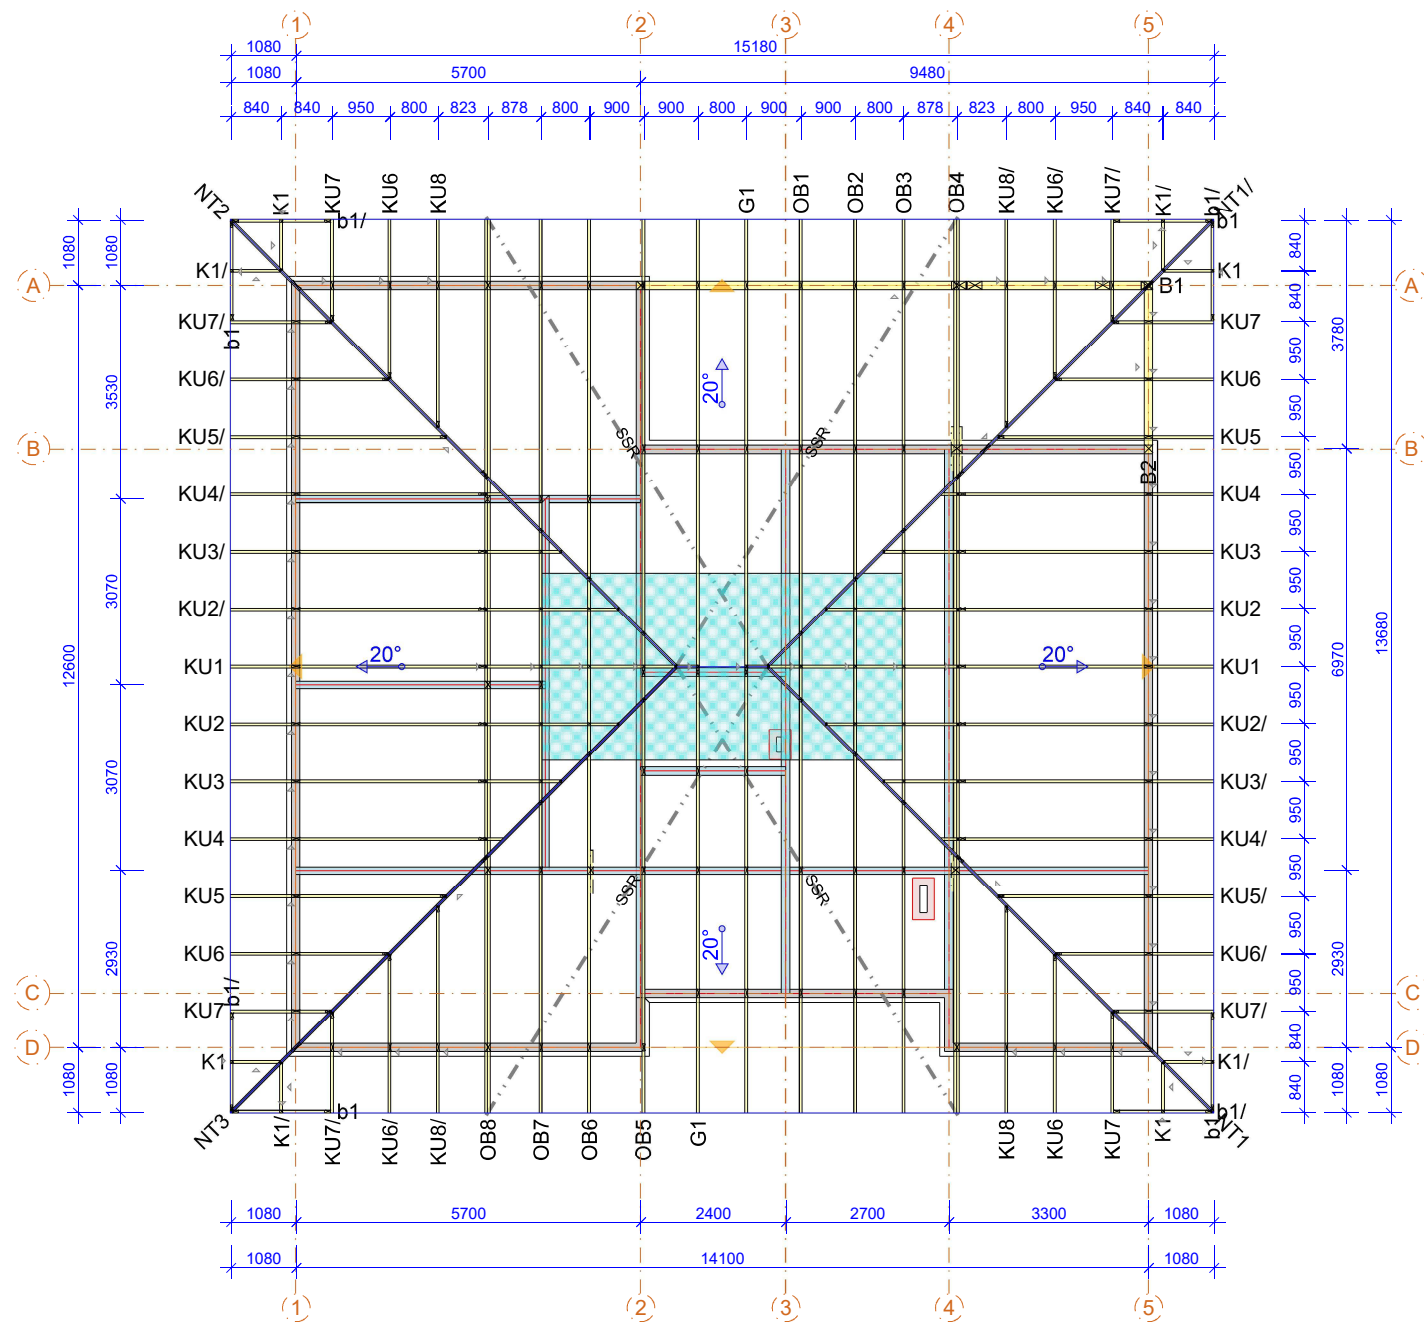 1 2 3 4 5
1080 15180
1080 5700 9480
840 840 950 800 823 878 800 900 900 800 900 900 800 878 823 800 950 840 840
NT2 K1 KU7 KU6 KU8 G1 OB1 OB2 OB3 OB4 KU8/ KU6/ KU7/ K1/ b1/ NT1/
b1/ b1
K1/ K1
A B1 A
KU7/ KU7
b1
KU6/ 20° KU6
KU5/ SSR SSR KU5
B B2 B
KU4/ KU4
KU3/ KU3
KU2/ KU2
KU1 20° 20° KU1
KU2 KU2/
KU3 KU3/
KU4 KU4/
KU5 SSR SSR KU5/
KU6 20° KU6/
b1/
C C
KU7 KU7/
D D
K1 K1/
b1 b1/
NT3 K1/ KU7/ KU6/ KU8/ OB8 OB7 OB6 OB5 G1 KU8 KU6 KU7 K1 b1 NT1
1080 12600 1080
1080 3530 3070 3070 2930 1080
840 840 950 950 950 950 950 950 950 950 950 950 950 950 840 840
3780 6970 2930 1080
13680 1080
1080 5700 2400 2700 3300 1080
1080 14100 1080
1 2 3 4 5